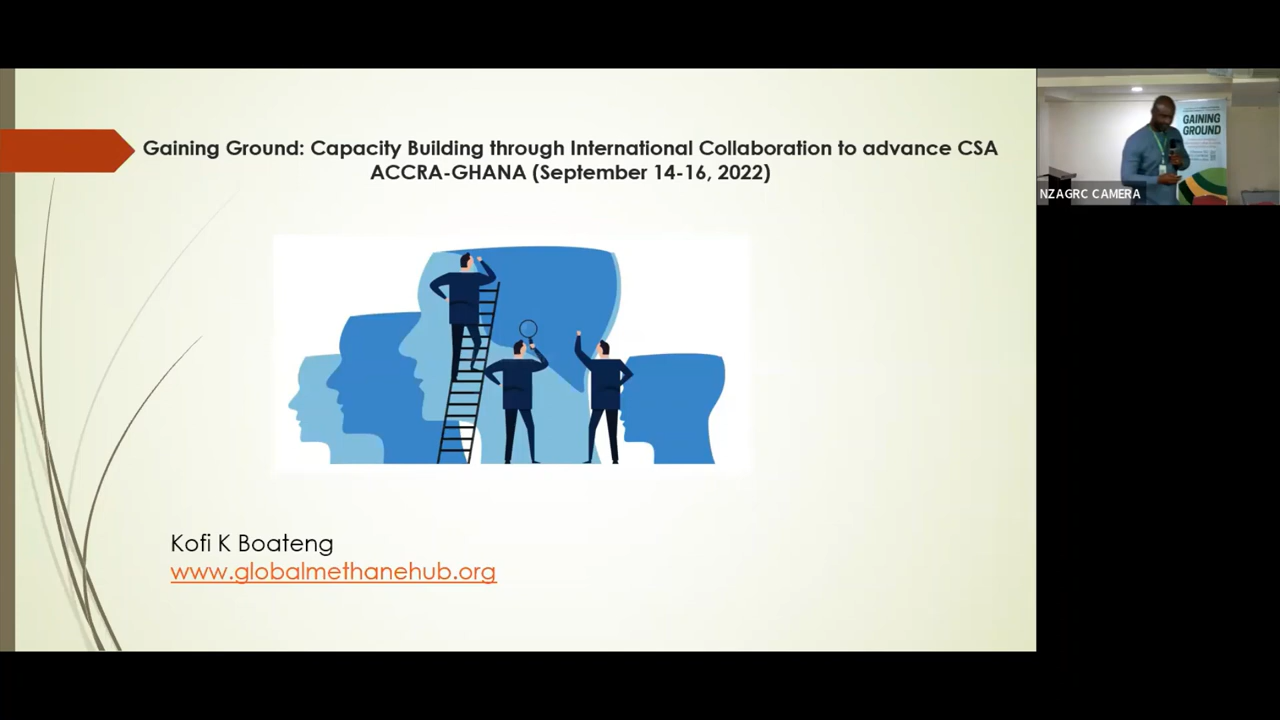 Gaining Ground: Capacity Building through International Collaboration to advance CSA
ACCRA-GHANA (September 14-16, 2022)
Kofi K Boateng
www.globalmethanehub.org
GAINING
GROUND
NZAGRC CAMERA